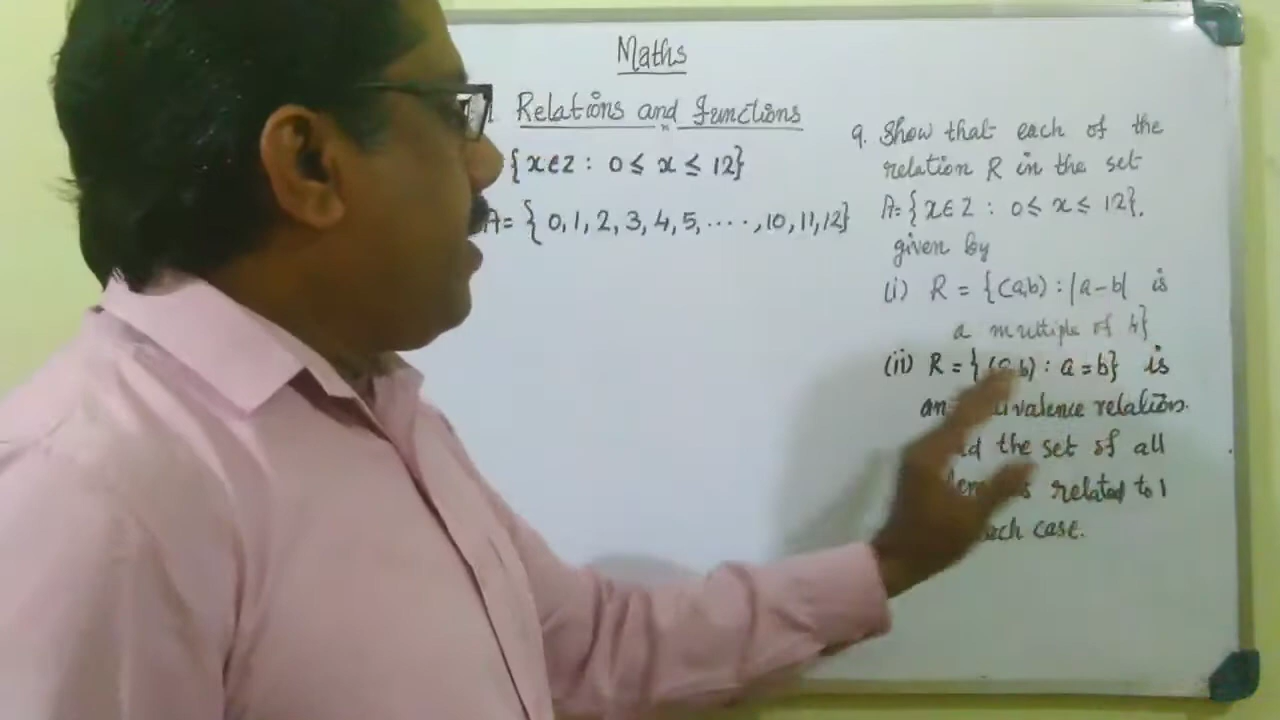 Maths
Relations and Functions
{x∈Z : 0 ≤ x ≤ 12}
A= { 0, 1, 2, 3, 4, 5, ....., 10, 11, 12}
9. Show that each of the
relation R in the set
A= {x∈Z : 0≤ x ≤ 12}.
given by
(i) R = {(a,b) : |a-b| is
a multiple of 4}
(ii) R = { b) : a = b} is
relation.
the set of all
related to 1
case.